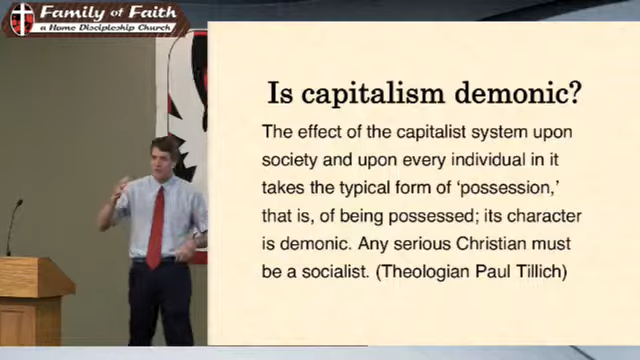 Family of Faith
a Home Discipleship Church
Is capitalism demonic?
The effect of the capitalist system upon
society and upon every individual in it
takes the typical form of ‘possession,’
that is, of being possessed; its character
is demonic. Any serious Christian must
be a socialist. (Theologian Paul Tillich)